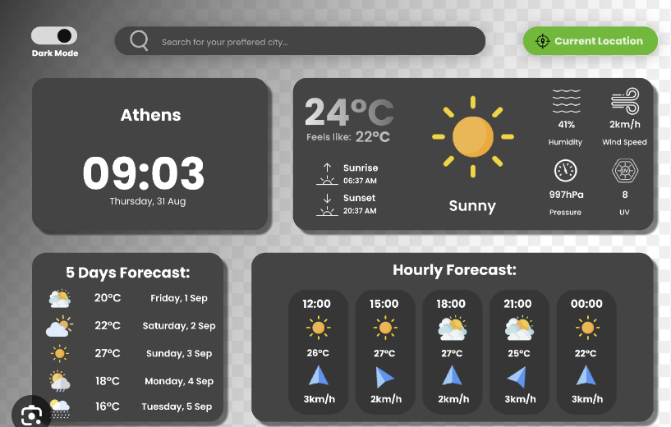 Dark Mode
Search for your preffered city...
Current Location
Athens
09:03
Thursday, 31 Aug
24°C
Feels like: 22°C
Sunrise
06:37 AM
Sunset
20:37 AM
Sunny
41%
Humidity
2km/h
Wind Speed
997hPa
Pressure
UV
8
UV
5 Days Forecast:
20°C Friday, 1 Sep
22°C Saturday, 2 Sep
27°C Sunday, 3 Sep
18°C Monday, 4 Sep
16°C Tuesday, 5 Sep
Hourly Forecast:
12:00 15:00 18:00 21:00 00:00
26°C 27°C 27°C 25°C 22°C
3km/h 2km/h 2km/h 3km/h 3km/h